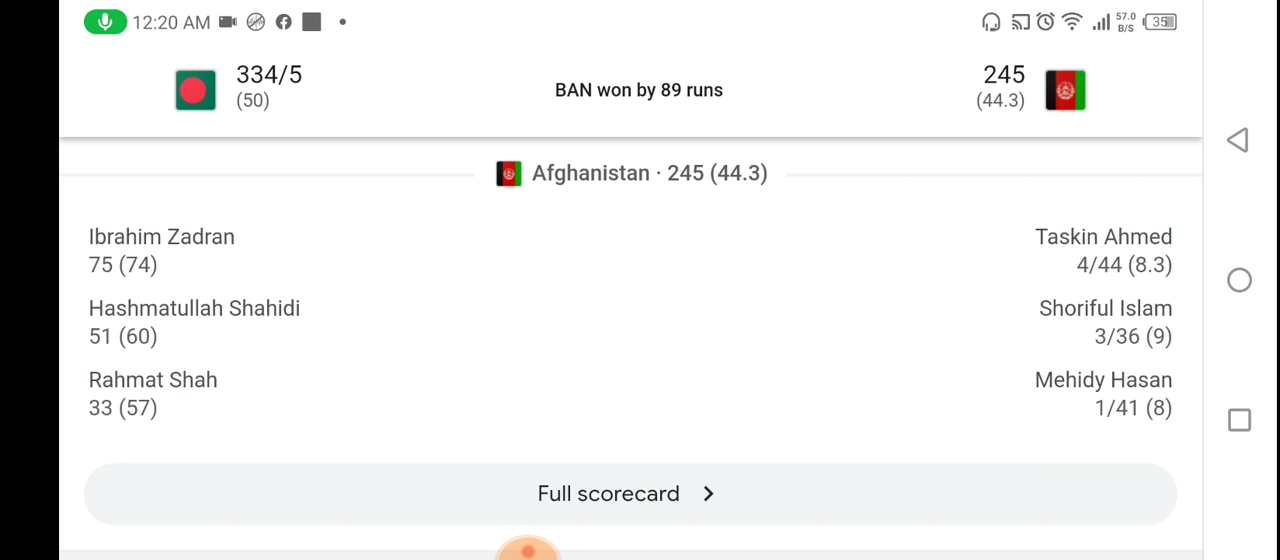 12:20 AM
57.0
B/S
35
334/5
(50)
BAN won by 89 runs
245
(44.3)
Afghanistan · 245 (44.3)
Ibrahim Zadran
75 (74)
Taskin Ahmed
4/44 (8.3)
Hashmatullah Shahidi
51 (60)
Shoriful Islam
3/36 (9)
Rahmat Shah
33 (57)
Mehidy Hasan
1/41 (8)
Full scorecard